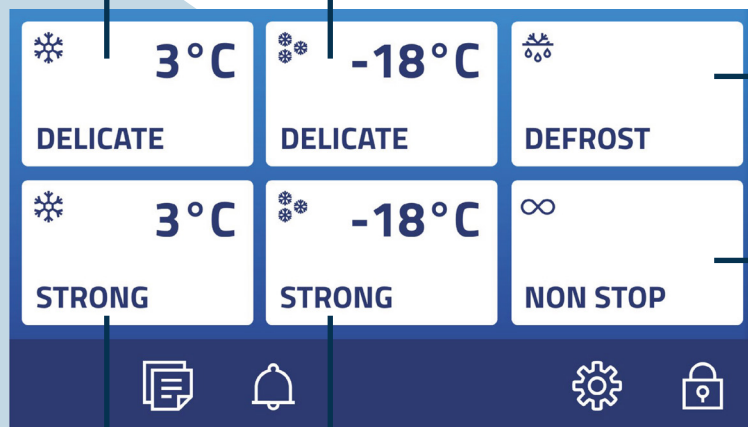 3°C
DELICATE
-18°C
DELICATE
DEFROST
3°C
STRONG
-18°C
STRONG
NON STOP